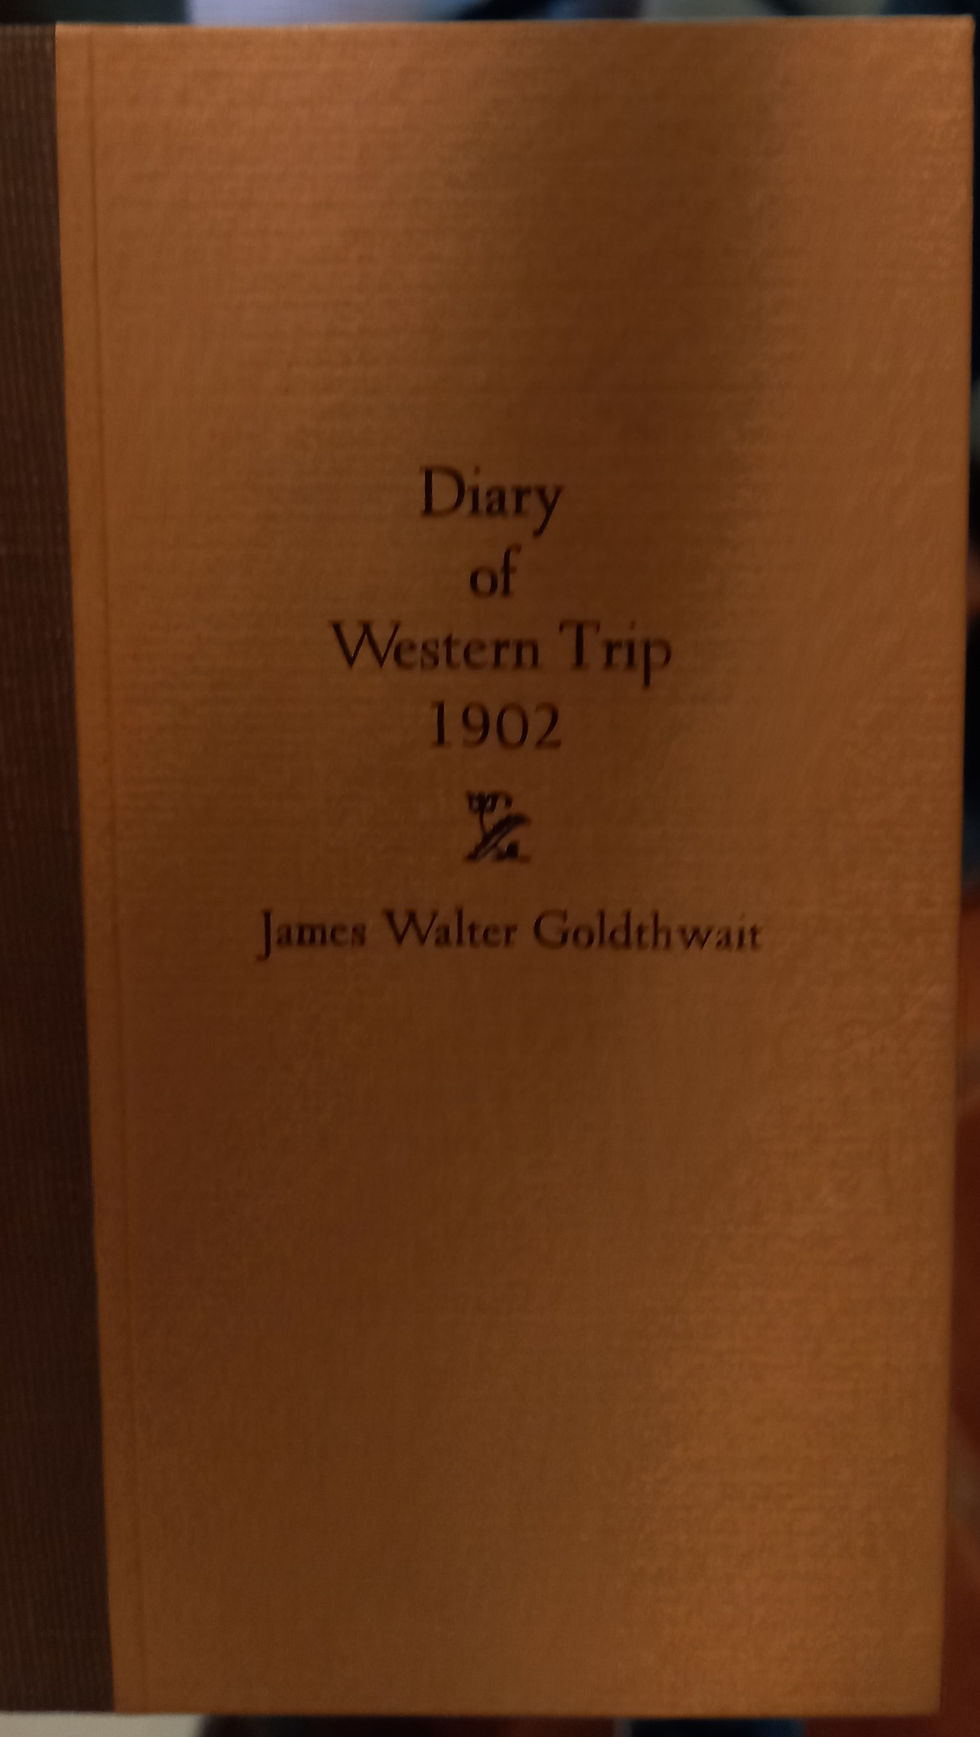 Diary
of
Western Trip
1902
James Walter Goldthwait